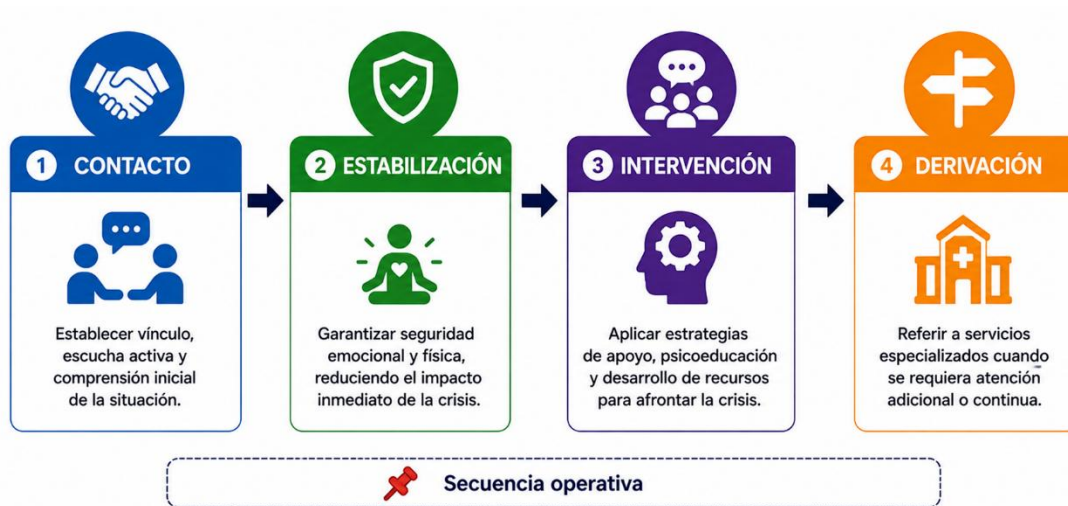 1 CONTACTO
Establecer vínculo,
escucha activa y
comprensión inicial
de la situación.
2 ESTABILIZACIÓN
Garantizar seguridad
emocional y física,
reduciendo el impacto
inmediato de la crisis.
3 INTERVENCIÓN
Aplicar estrategias
de apoyo, psicoeducación
y desarrollo de recursos
para afrontar la crisis.
4 DERIVACIÓN
Referir a servicios
especializados cuando
se requiera atención
adicional o continua.
Secuencia operativa